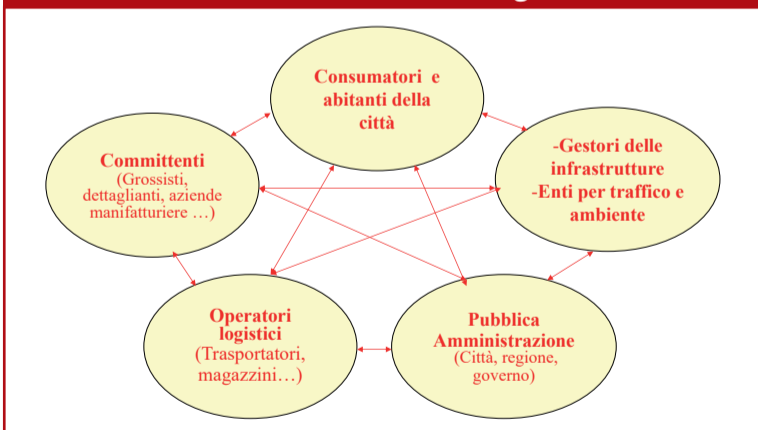 Consumatori e
abitanti della
città
Committenti
(Grossisti,
dettaglianti, aziende
manifatturiere …)
-Gestori delle
infrastrutture
-Enti per traffico e
ambiente
Operatori
logistici
(Trasportatori,
magazzini…)
Pubblica
Amministrazione
(Città, regione,
governo)